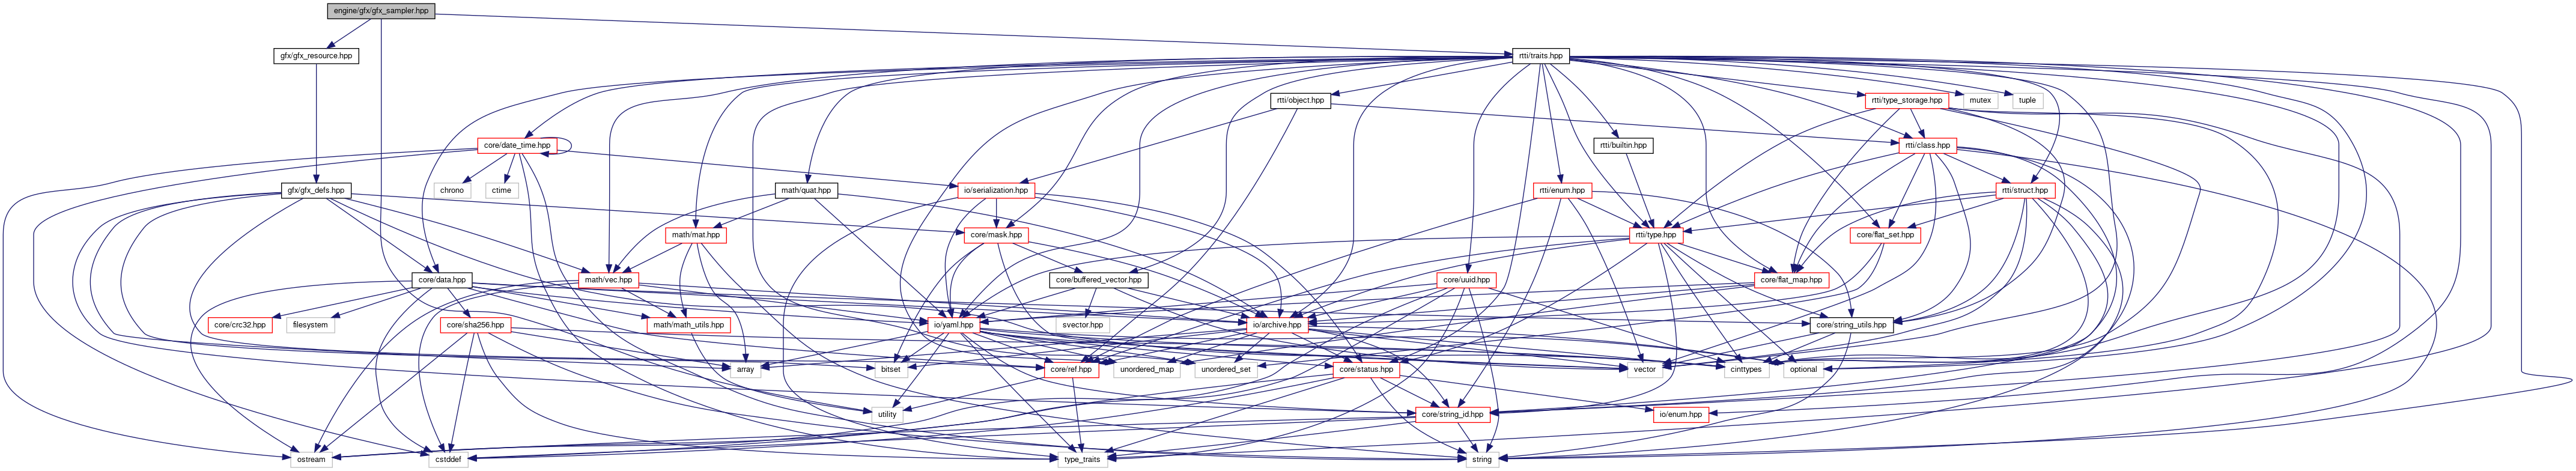 engine/gfx/gfx_sampler.hpp
gfx/gfx_resource.hpp
rtti/traits.hpp
rtti/object.hpp
rtti/type_storage.hpp
mutex
tuple
core/date_time.hpp
rtti/builtin.hpp
rtti/class.hpp
chrono
ctime
gfx/gfx_defs.hpp
math/quat.hpp
io/serialization.hpp
rtti/enum.hpp
rtti/struct.hpp
math/mat.hpp
core/mask.hpp
rtti/type.hpp
core/flat_set.hpp
core/data.hpp
math/vec.hpp
core/buffered_vector.hpp
core/uuid.hpp
core/flat_map.hpp
core/crc32.hpp
filesystem
core/sha256.hpp
math/math_utils.hpp
io/yaml.hpp
svector.hpp
io/archive.hpp
core/string_utils.hpp
array
bitset
core/ref.hpp
unordered_map
unordered_set
core/status.hpp
vector
cinttypes
optional
utility
core/string_id.hpp
io/enum.hpp
ostream
cstddef
type_traits
string